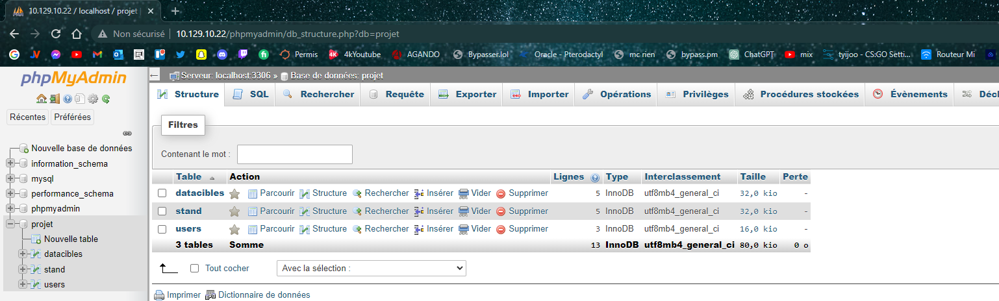 10.129.10.22 / localhost / projet
Non sécurisé 10.129.10.22/phpmyadmin/db_structure.php?db=projet
Permis 4K 4kYoutube AGANDO Bypasser.lol Oracle - Pterodactyl mc rien bypass.pm ChatGPT mix tyijoo - CS:GO Setti... Routeur Mi
phpMyAdmin
Récentes Préférées
Nouvelle base de données
information_schema
mysql
performance_schema
phpmyadmin
projet
Nouvelle table
datacibles
stand
users
Serveur: localhost:3306 » Base de données: projet
Structure SQL Rechercher Requête Exporter Importer Opérations Privilèges Procédures stockées Évènements Décl
Filtres
Contenant le mot :
Table Action Lignes Type Interclassement Taille Perte
datacibles Parcourir Structure Rechercher Insérer Vider Supprimer 5 InnoDB utf8mb4_general_ci 32,0 kio -
stand Parcourir Structure Rechercher Insérer Vider Supprimer 5 InnoDB utf8mb4_general_ci 32,0 kio -
users Parcourir Structure Rechercher Insérer Vider Supprimer 3 InnoDB utf8mb4_general_ci 16,0 kio -
3 tables Somme 13 InnoDB utf8mb4_general_ci 80,0 kio 0 o
Tout cocher Avec la sélection :
Imprimer Dictionnaire de données